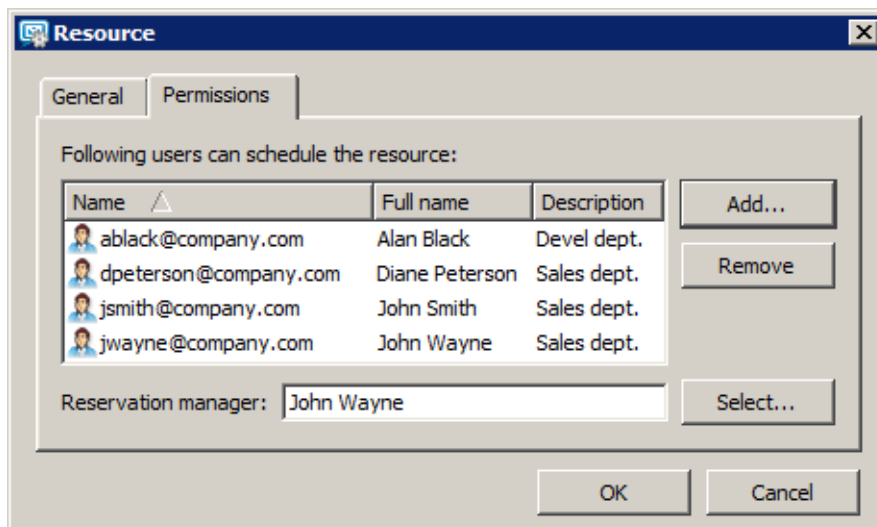 Resource
General Permissions
Following users can schedule the resource:
Name Full name Description
ablack@company.com Alan Black Devel dept.
dpeterson@company.com Diane Peterson Sales dept.
jsmith@company.com John Smith Sales dept.
jwayne@company.com John Wayne Sales dept.
Add...
Remove
Reservation manager: John Wayne Select...
OK Cancel